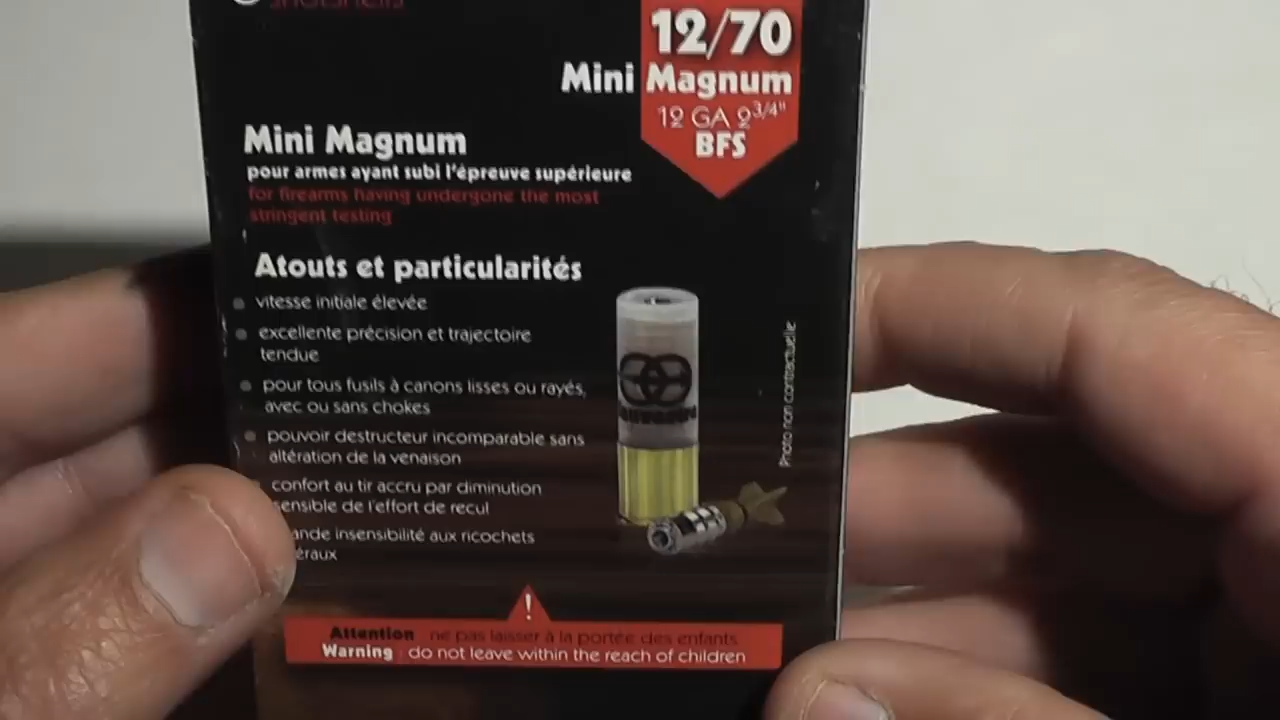 shotshells
12/70
Mini Magnum
12 GA 2 3/4"
BFS
Mini Magnum
pour armes ayant subi l'épreuve supérieure
for firearms having undergone the most
stringent testing
Atouts et particularités
vitesse initiale élevée
excellente précision et trajectoire
tendue
pour tous fusils à canons lisses ou rayés,
avec ou sans chokes
pouvoir destructeur incomparable sans
altération de la venaison
confort au tir accru par diminution
sensible de l'effort de recul
ande insensibilité aux ricochets
éraux
Sauvestre
Photo non contractuelle
!
Attention ne pas laisser à la portée des enfants
Warning : do not leave within the reach of children